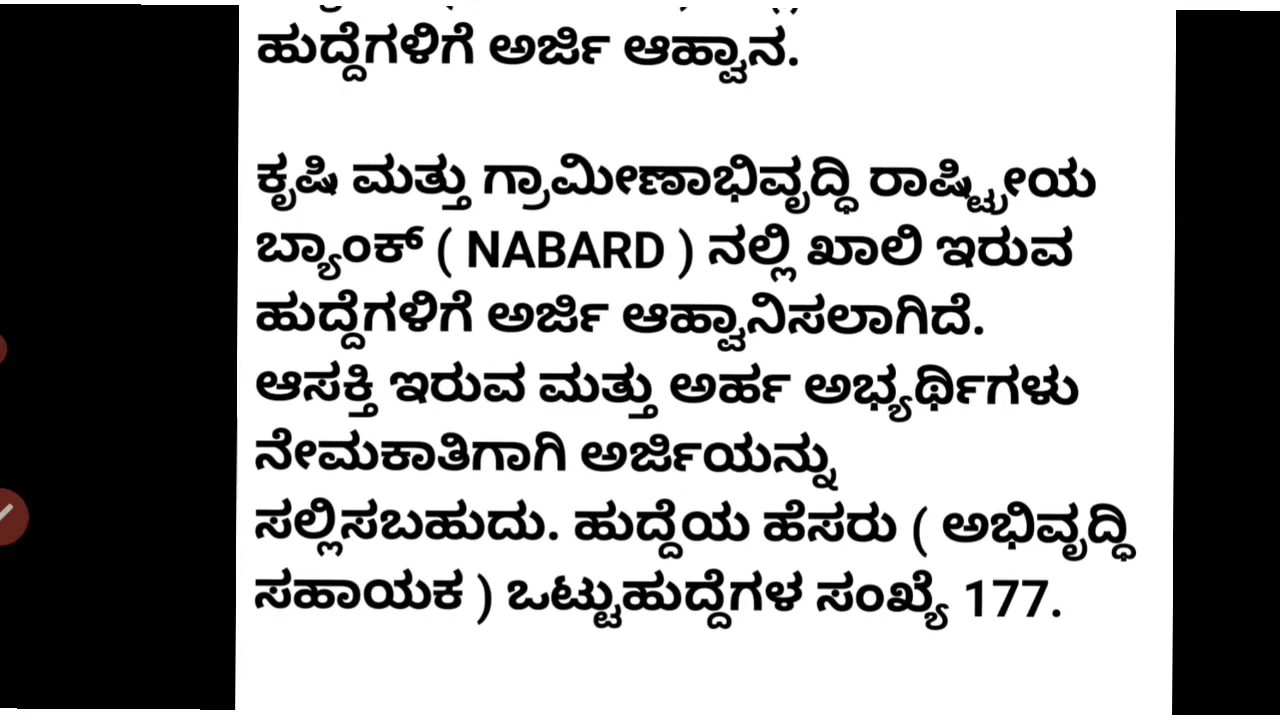 ಹುದ್ದೆಗಳಿಗೆ ಅರ್ಜಿ ಆಹ್ವಾನ.
ಕೃಷಿ ಮತ್ತು ಗ್ರಾಮೀಣಾಭಿವೃದ್ಧಿ ರಾಷ್ಟ್ರೀಯ
ಬ್ಯಾಂಕ್ ( NABARD ) ನಲ್ಲಿ ಖಾಲಿ ಇರುವ
ಹುದ್ದೆಗಳಿಗೆ ಅರ್ಜಿ ಆಹ್ವಾನಿಸಲಾಗಿದೆ.
ಆಸಕ್ತಿ ಇರುವ ಮತ್ತು ಅರ್ಹ ಅಭ್ಯರ್ಥಿಗಳು
ನೇಮಕಾತಿಗಾಗಿ ಅರ್ಜಿಯನ್ನು
ಸಲ್ಲಿಸಬಹುದು. ಹುದ್ದೆಯ ಹೆಸರು ( ಅಭಿವೃದ್ಧಿ
ಸಹಾಯಕ ) ಒಟ್ಟುಹುದ್ದೆಗಳ ಸಂಖ್ಯೆ 177.